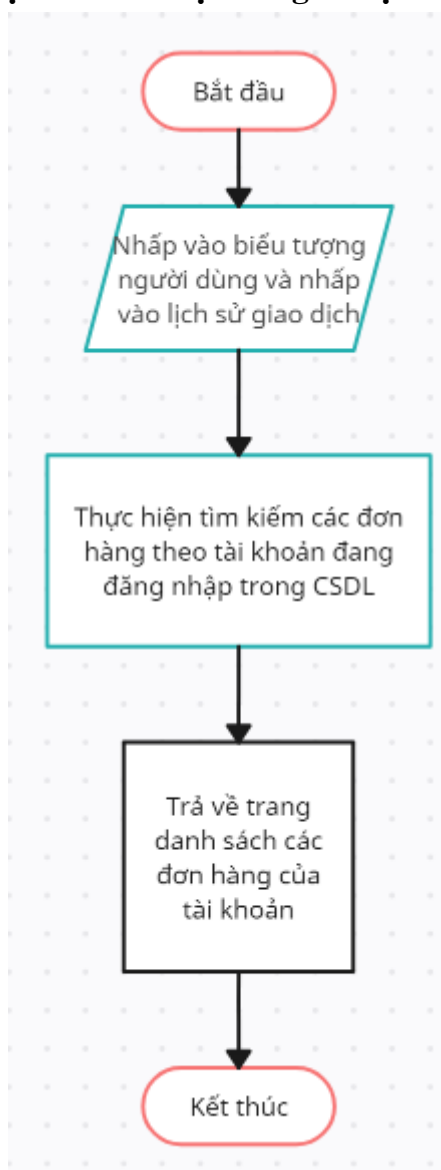 Bắt đầu
Nhấp vào biểu tượng
người dùng và nhấp
vào lịch sử giao dịch
Thực hiện tìm kiếm các đơn
hàng theo tài khoản đang
đăng nhập trong CSDL
Trả về trang
danh sách các
đơn hàng của
tài khoản
Kết thúc